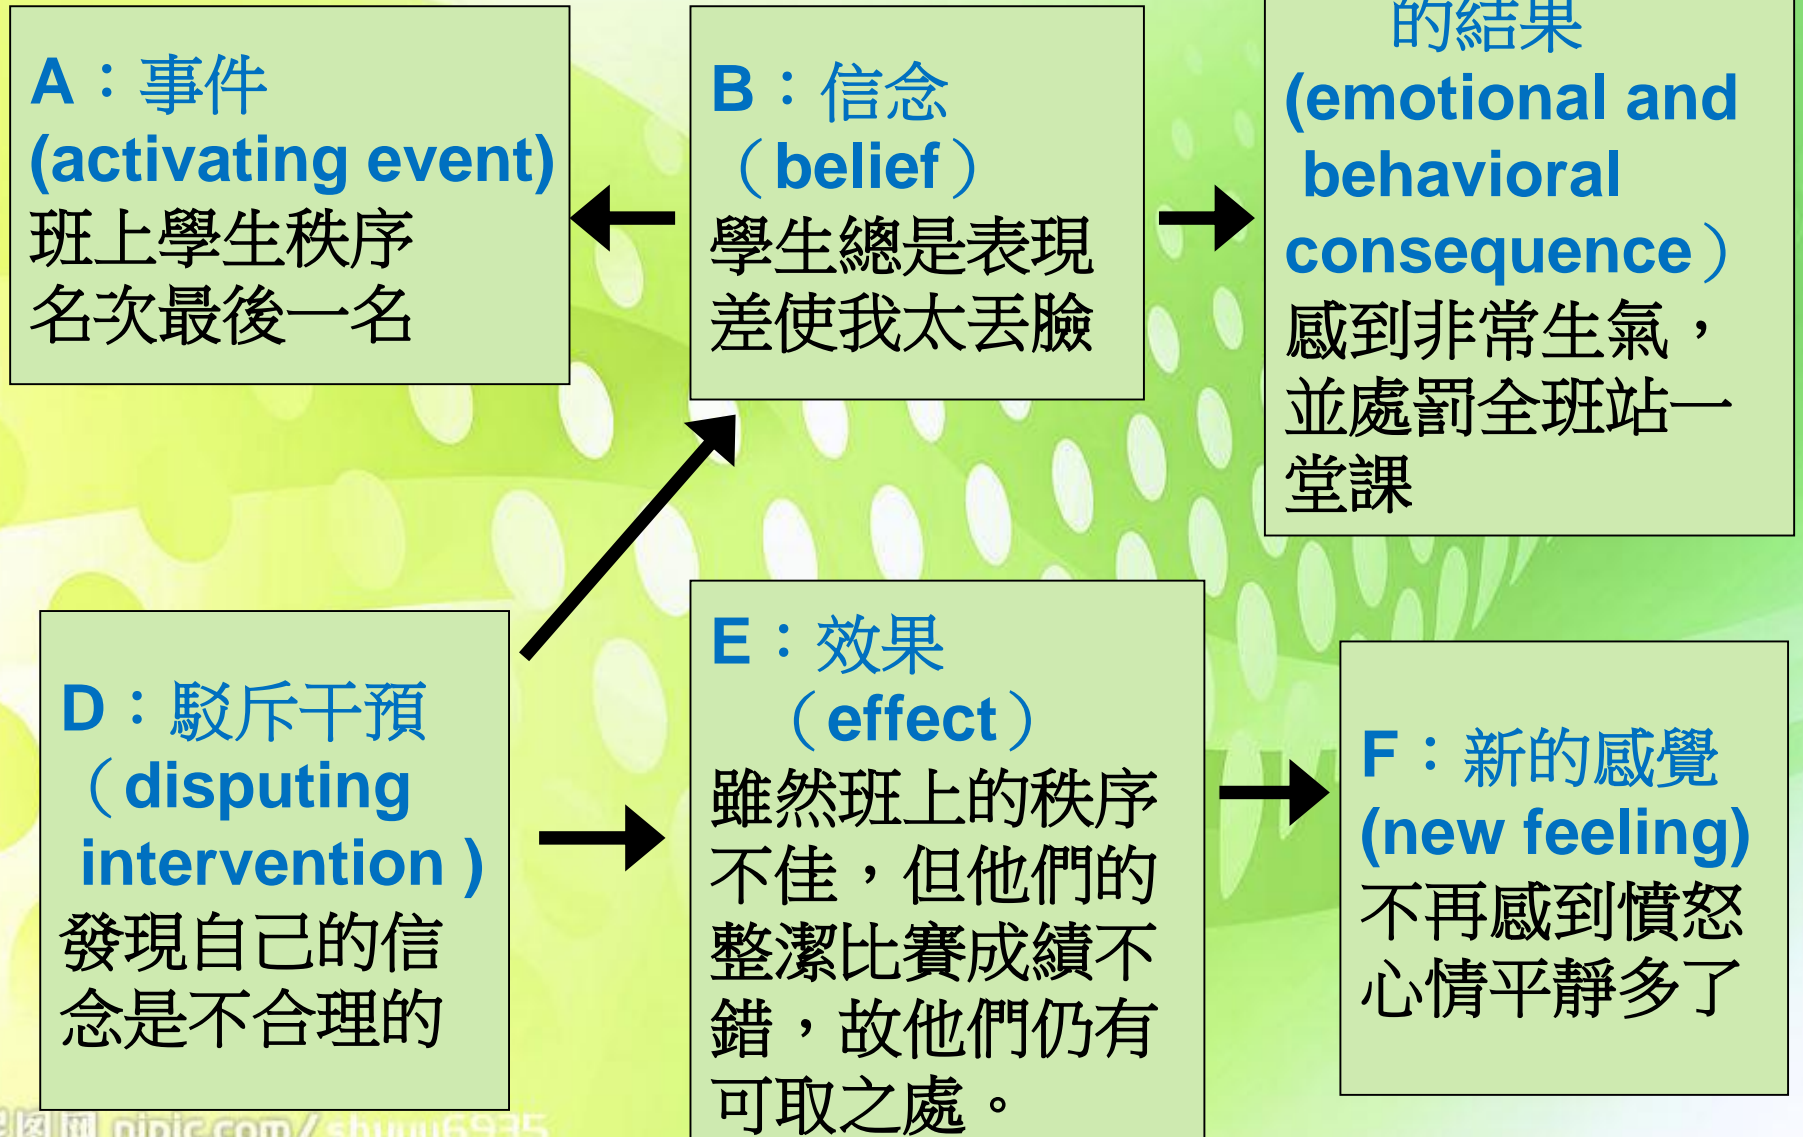 A：事件
(activating event)
班上學生秩序
名次最後一名
B：信念
（belief）
學生總是表現
差使我太丟臉
的結果
(emotional and
behavioral
consequence）
感到非常生氣，
並處罰全班站一
堂課
D：駁斥干預
（disputing
intervention )
發現自己的信
念是不合理的
E：效果
（effect）
雖然班上的秩序
不佳，但他們的
整潔比賽成績不
錯，故他們仍有
可取之處。
F：新的感覺
(new feeling)
不再感到憤怒
心情平靜多了
图网 nipic.com/shuyu6935